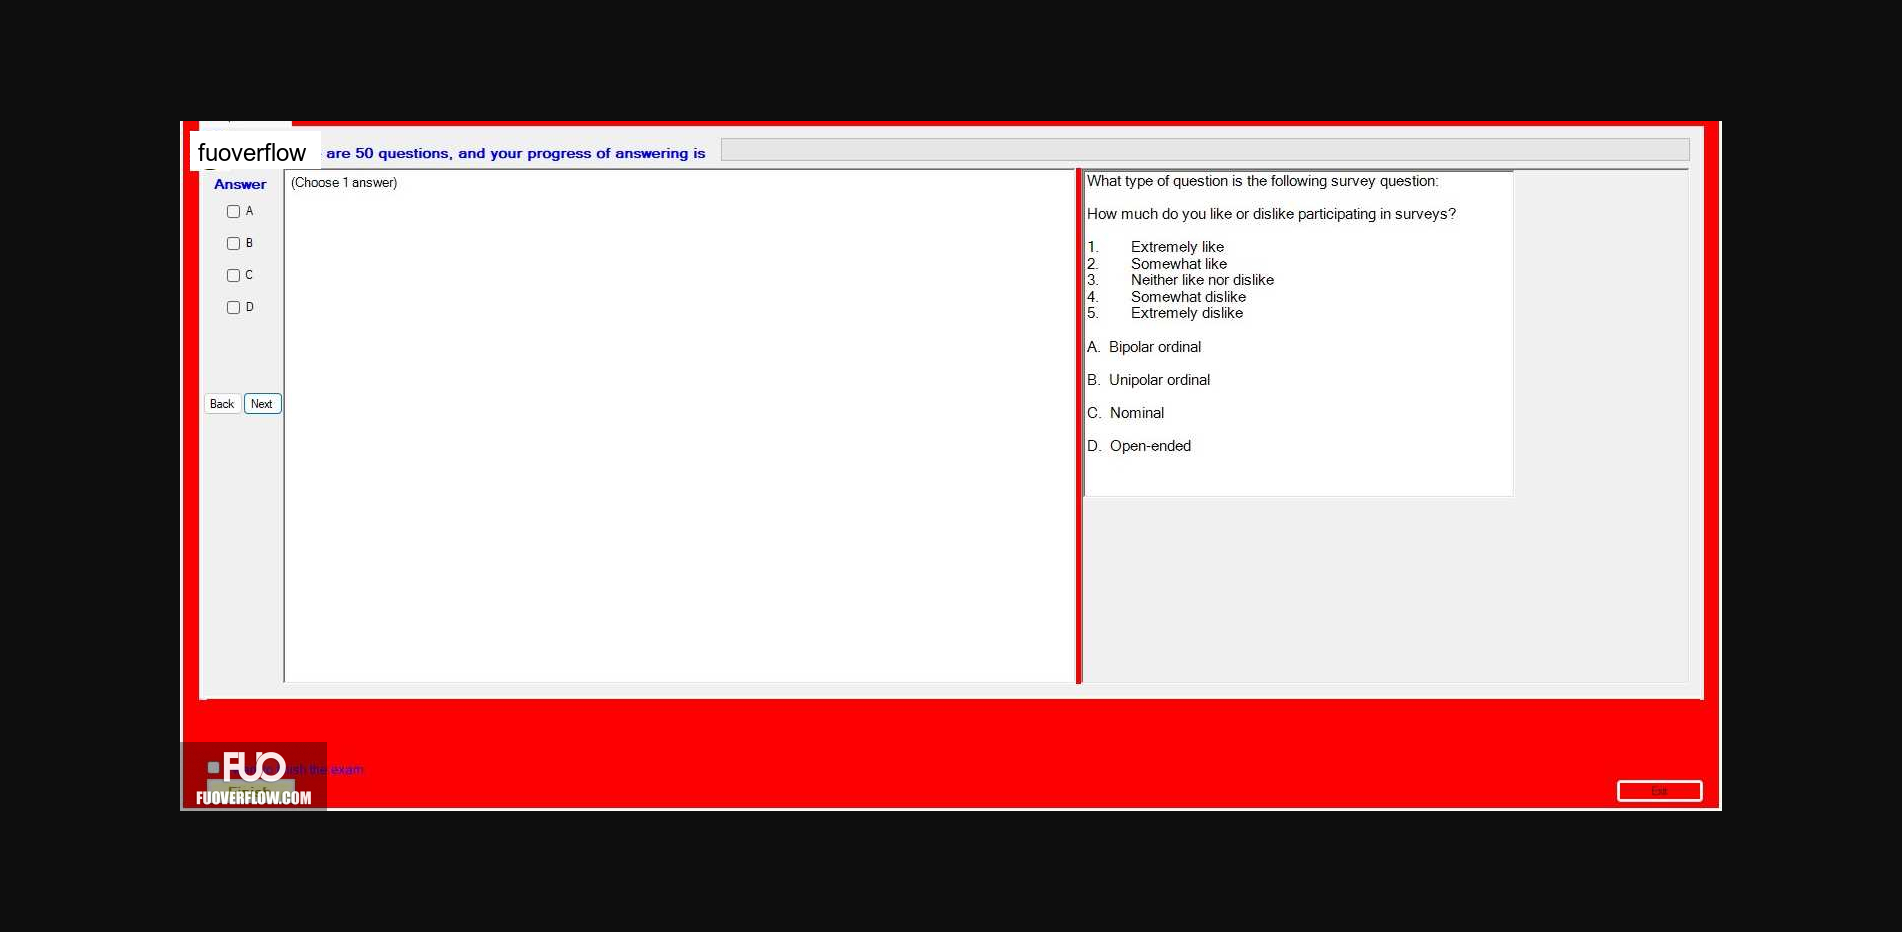 fuoverflow
are 50 questions, and your progress of answering is
Answer
(Choose 1 answer)
A
B
C
D
Back Next
What type of question is the following survey question:
How much do you like or dislike participating in surveys?
1. Extremely like
2. Somewhat like
3. Neither like nor dislike
4. Somewhat dislike
5. Extremely dislike
A. Bipolar ordinal
B. Unipolar ordinal
C. Nominal
D. Open-ended
FUO
the exam
Finish
FUOVERFLOW.COM
Exit